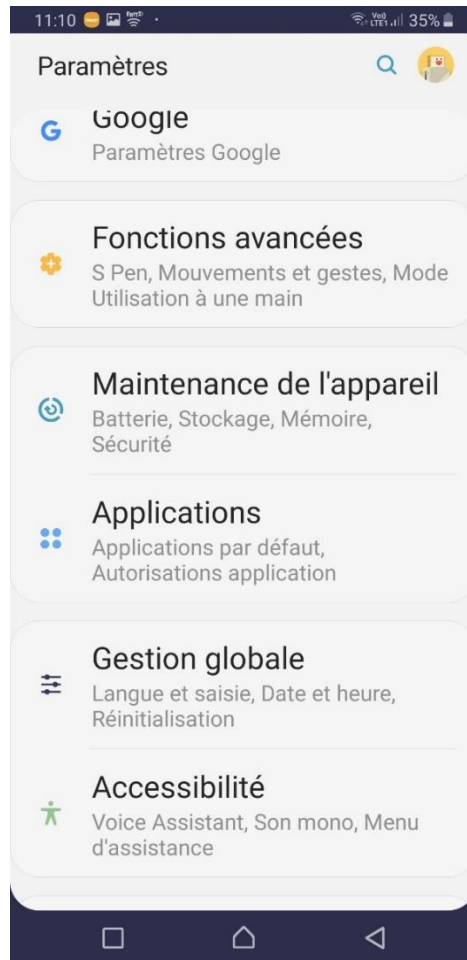 11:10 35%
Paramètres
Google
Paramètres Google
Fonctions avancées
S Pen, Mouvements et gestes, Mode
Utilisation à une main
Maintenance de l'appareil
Batterie, Stockage, Mémoire,
Sécurité
Applications
Applications par défaut,
Autorisations application
Gestion globale
Langue et saisie, Date et heure,
Réinitialisation
Accessibilité
Voice Assistant, Son mono, Menu
d'assistance